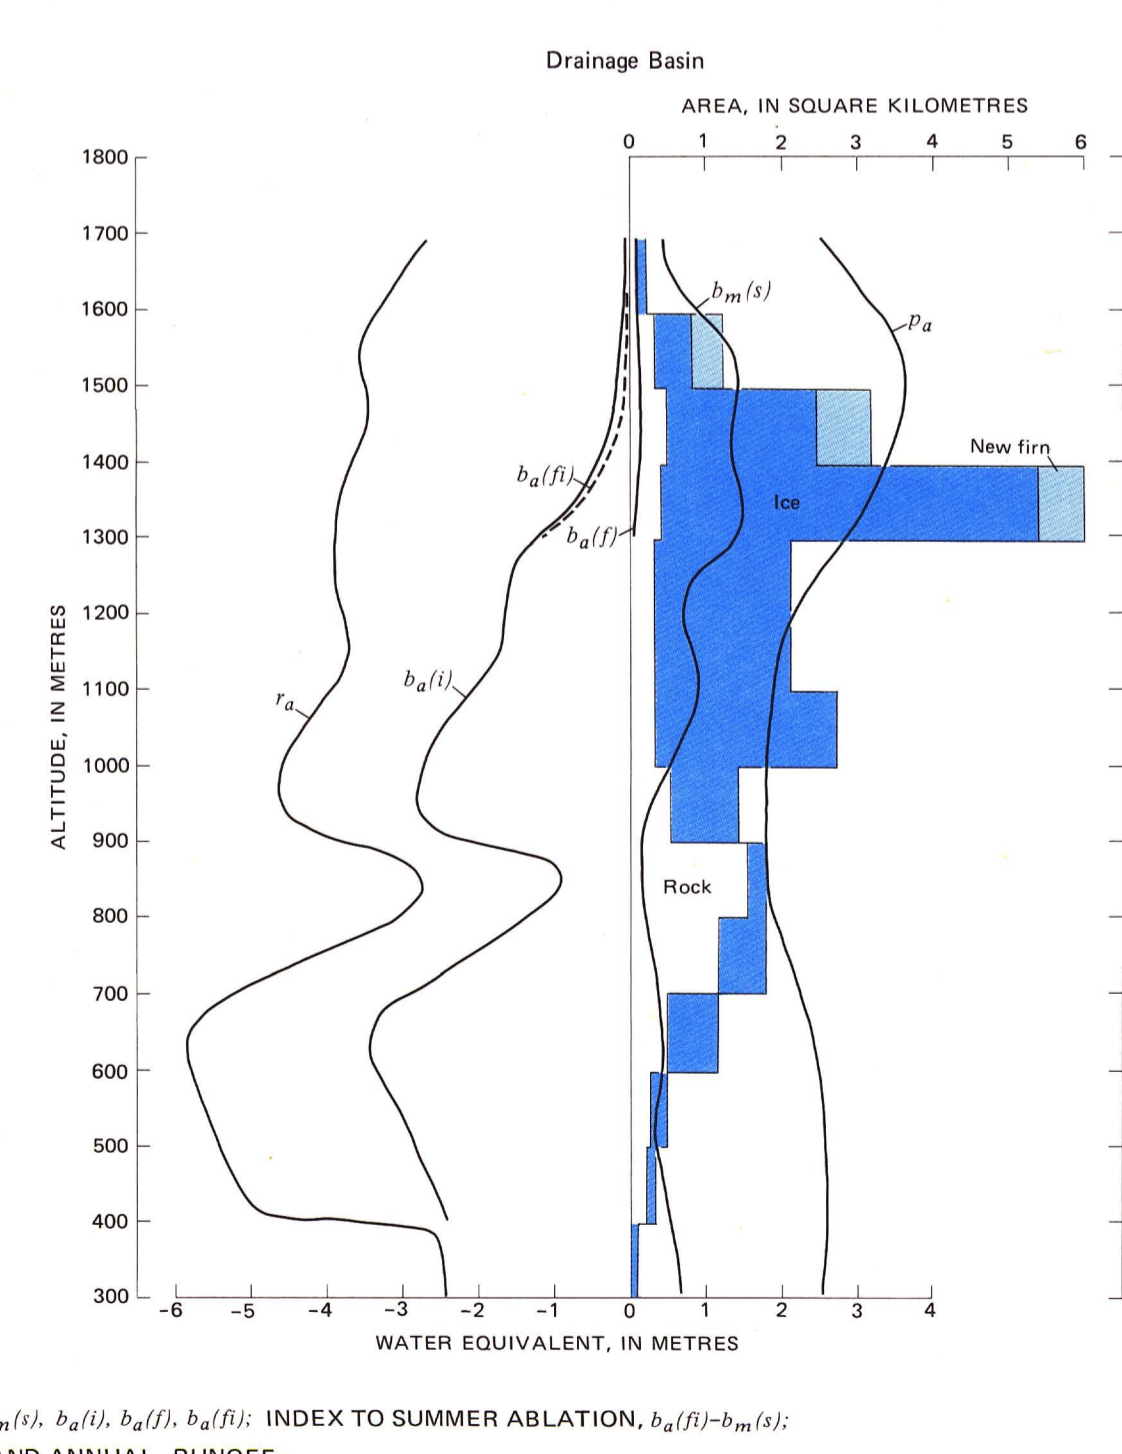 Drainage Basin
AREA, IN SQUARE KILOMETRES
0 1 2 3 4 5 6
1800
1700
1600
1500
1400
1300
1200
1100
1000
900
800
700
600
500
400
300
ALTITUDE, IN METRES
bm(s)
pa
New firn
ba(fi)
Ice
ba(f)
ba(i)
ra
Rock
-6 -5 -4 -3 -2 -1 0 1 2 3 4
WATER EQUIVALENT, IN METRES
m(s), ba(i), ba(f), ba(fi); INDEX TO SUMMER ABLATION, ba(fi)-bm(s);
AND ANNUAL RUNOFF